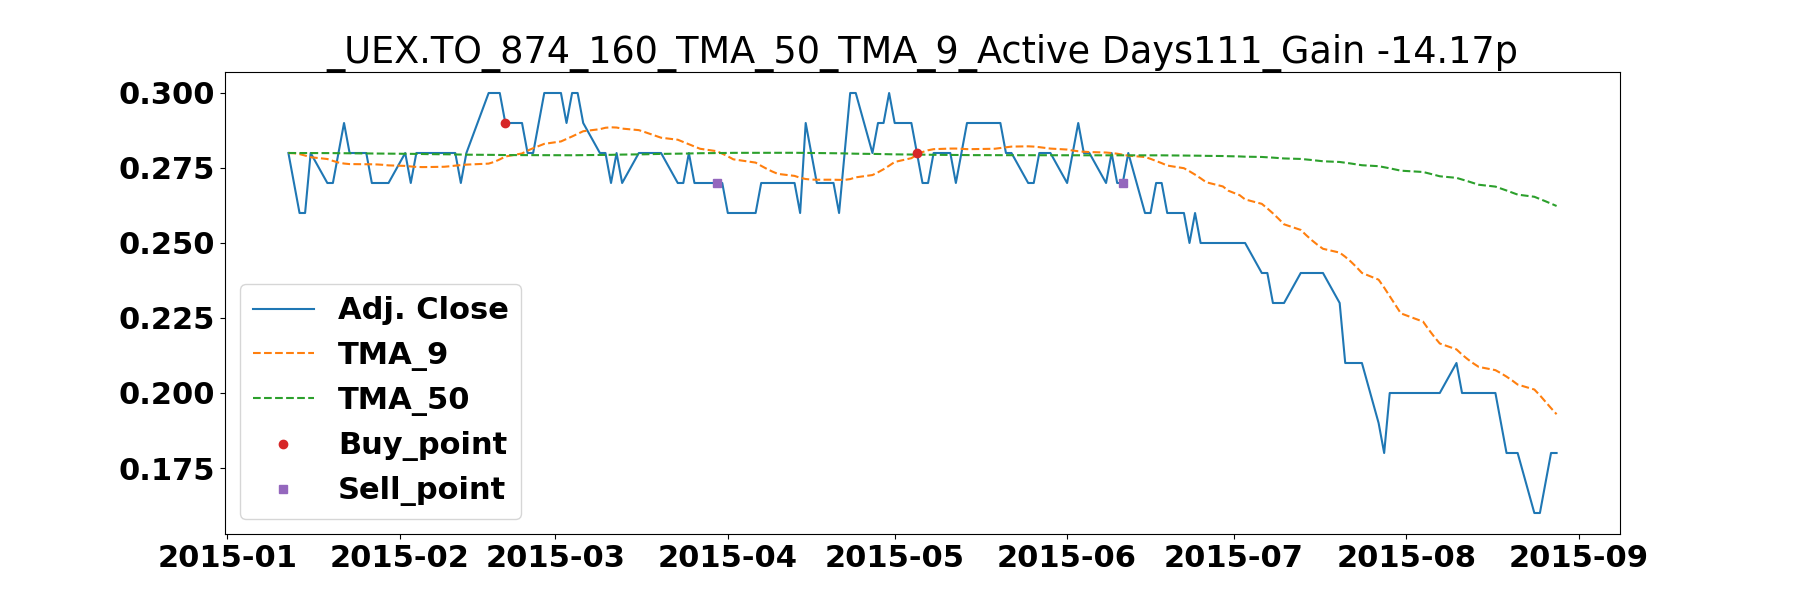 _UEX.TO_874_160_TMA_50_TMA_9_Active Days111_Gain -14.17p
0.300
0.275
0.250
0.225
0.200
0.175
Adj. Close
TMA_9
TMA_50
Buy_point
Sell_point
2015-01 2015-02 2015-03 2015-04 2015-05 2015-06 2015-07 2015-08 2015-09